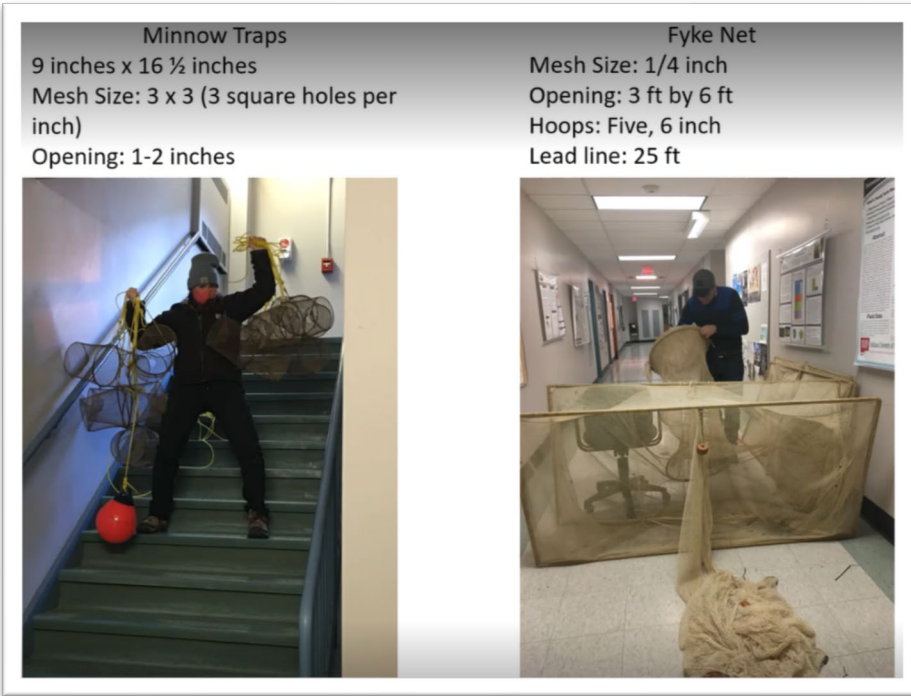 Minnow Traps
9 inches x 16 ½ inches
Mesh Size: 3 x 3 (3 square holes per
inch)
Opening: 1-2 inches
Fyke Net
Mesh Size: 1/4 inch
Opening: 3 ft by 6 ft
Hoops: Five, 6 inch
Lead line: 25 ft